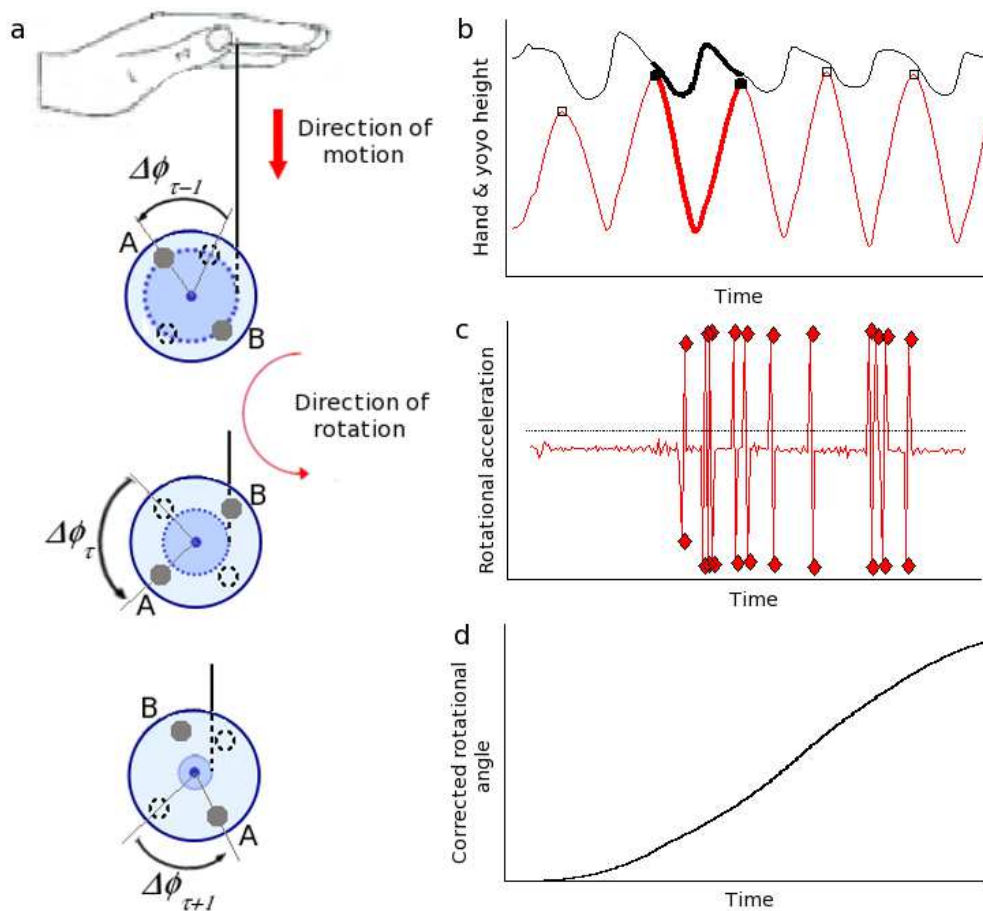 a
Direction of
motion
Δϕτ−1
A
B
Direction of
rotation
B
Δϕτ
A
B
A
Δϕτ+1
b
Hand & yoyo height
Time
c
Rotational acceleration
Time
d
Corrected rotational
angle
Time